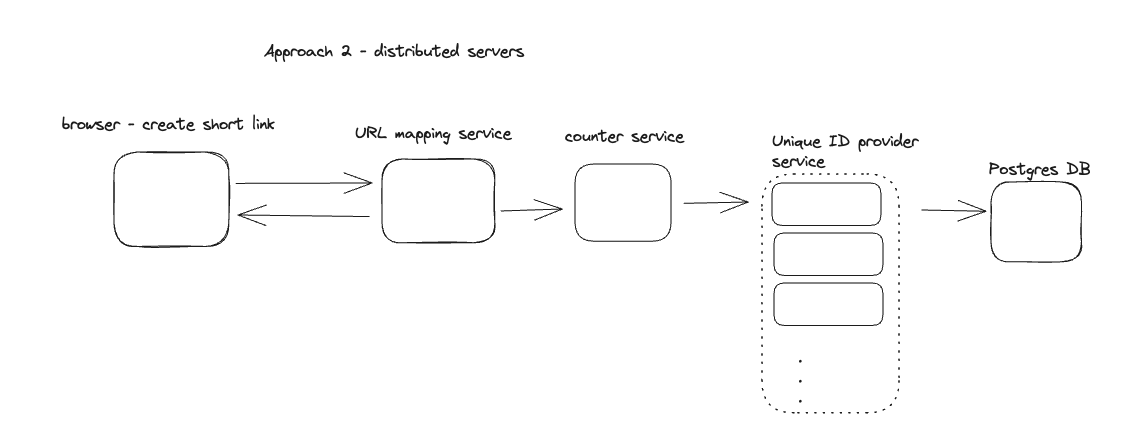 Approach 2 - distributed servers
browser - create short link
URL mapping service
counter service
Unique ID provider
service
Postgres DB